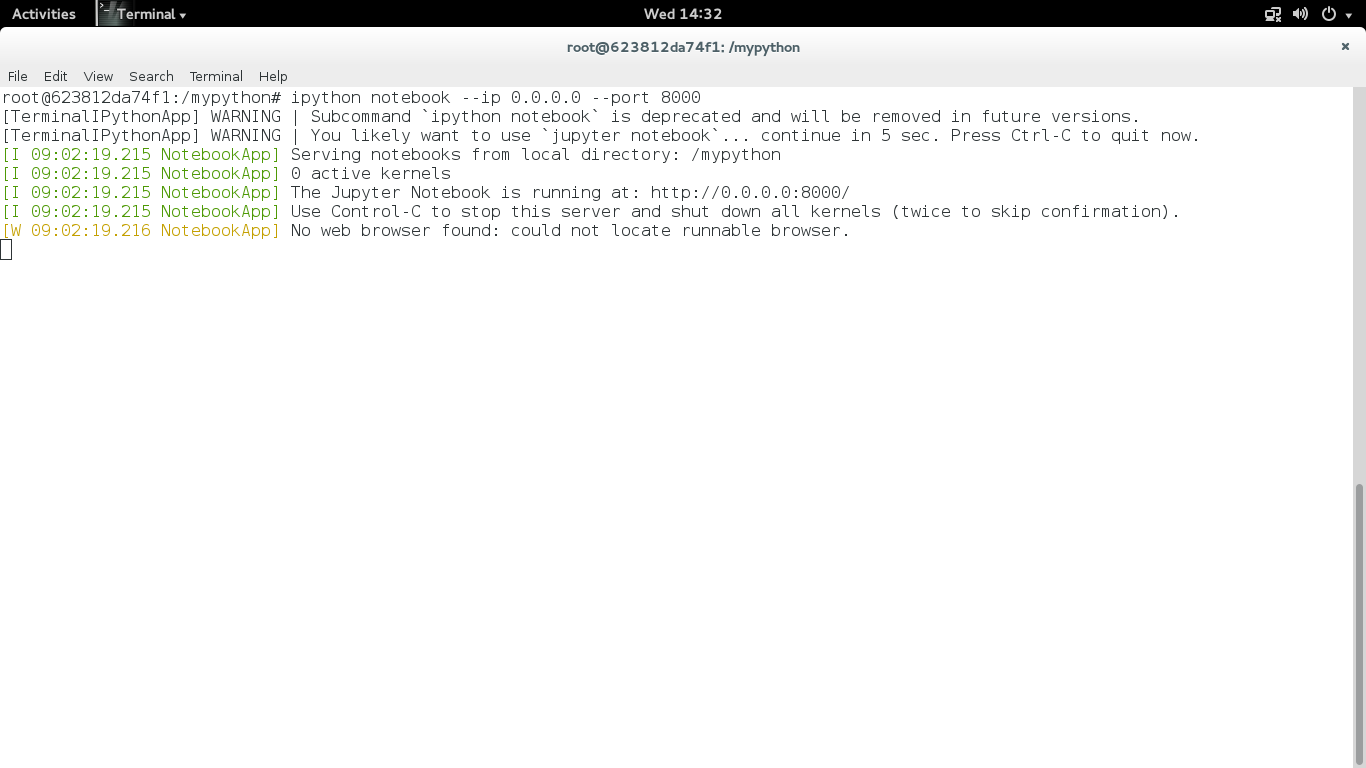 Activities Terminal Wed 14:32
root@623812da74f1: /mypython
File Edit View Search Terminal Help
root@623812da74f1:/mypython# ipython notebook --ip 0.0.0.0 --port 8000
[TerminalIPythonApp] WARNING | Subcommand `ipython notebook` is deprecated and will be removed in future versions.
[TerminalIPythonApp] WARNING | You likely want to use `jupyter notebook`... continue in 5 sec. Press Ctrl-C to quit now.
[I 09:02:19.215 NotebookApp] Serving notebooks from local directory: /mypython
[I 09:02:19.215 NotebookApp] 0 active kernels
[I 09:02:19.215 NotebookApp] The Jupyter Notebook is running at: http://0.0.0.0:8000/
[I 09:02:19.215 NotebookApp] Use Control-C to stop this server and shut down all kernels (twice to skip confirmation).
[W 09:02:19.216 NotebookApp] No web browser found: could not locate runnable browser.